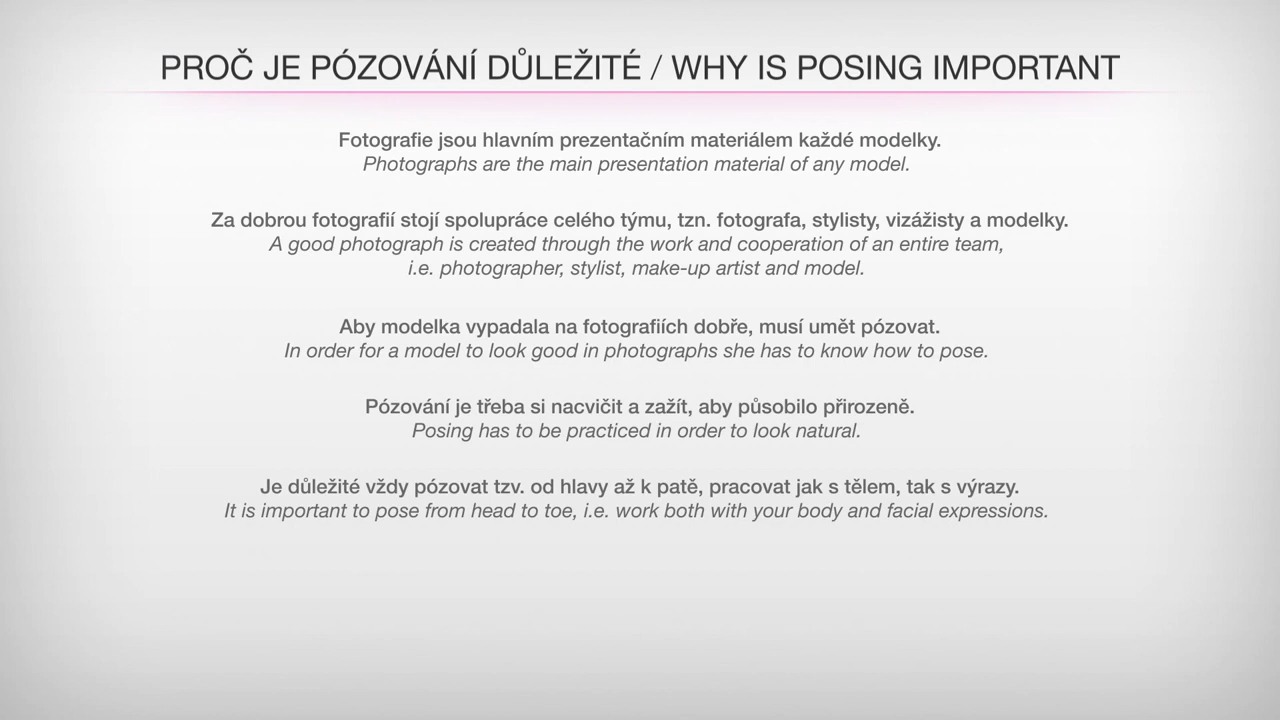 PROČ JE PÓZOVÁNÍ DŮLEŽITÉ / WHY IS POSING IMPORTANT
Fotografie jsou hlavním prezentačním materiálem každé modelky.
Photographs are the main presentation material of any model.
Za dobrou fotografií stojí spolupráce celého týmu, tzn. fotografa, stylisty, vizážisty a modelky.
A good photograph is created through the work and cooperation of an entire team,
i.e. photographer, stylist, make-up artist and model.
Aby modelka vypadala na fotografiích dobře, musí umět pózovat.
In order for a model to look good in photographs she has to know how to pose.
Pózování je třeba si nacvičit a zažít, aby působilo přirozeně.
Posing has to be practiced in order to look natural.
Je důležité vždy pózovat tzv. od hlavy až k patě, pracovat jak s tělem, tak s výrazy.
It is important to pose from head to toe, i.e. work both with your body and facial expressions.